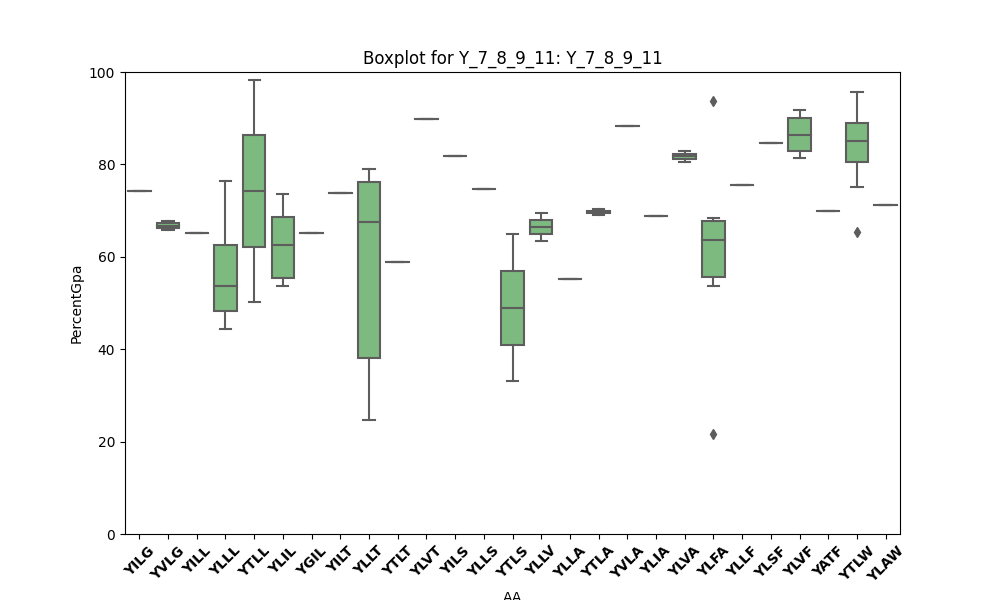 Boxplot for Y_7_8_9_11: Y_7_8_9_11
PercentGpa
100
80
60
40
20
0
YILG YVLG YILL YLLL YTLL YLIL YGIL YILT YLLT YTLT YLVT YILS YLLS YTLS YLLV YLLA YTLA YVLA YLIA YLVA YLFA YLLF YLSF YLVF YATF YTLW YLAW
AA